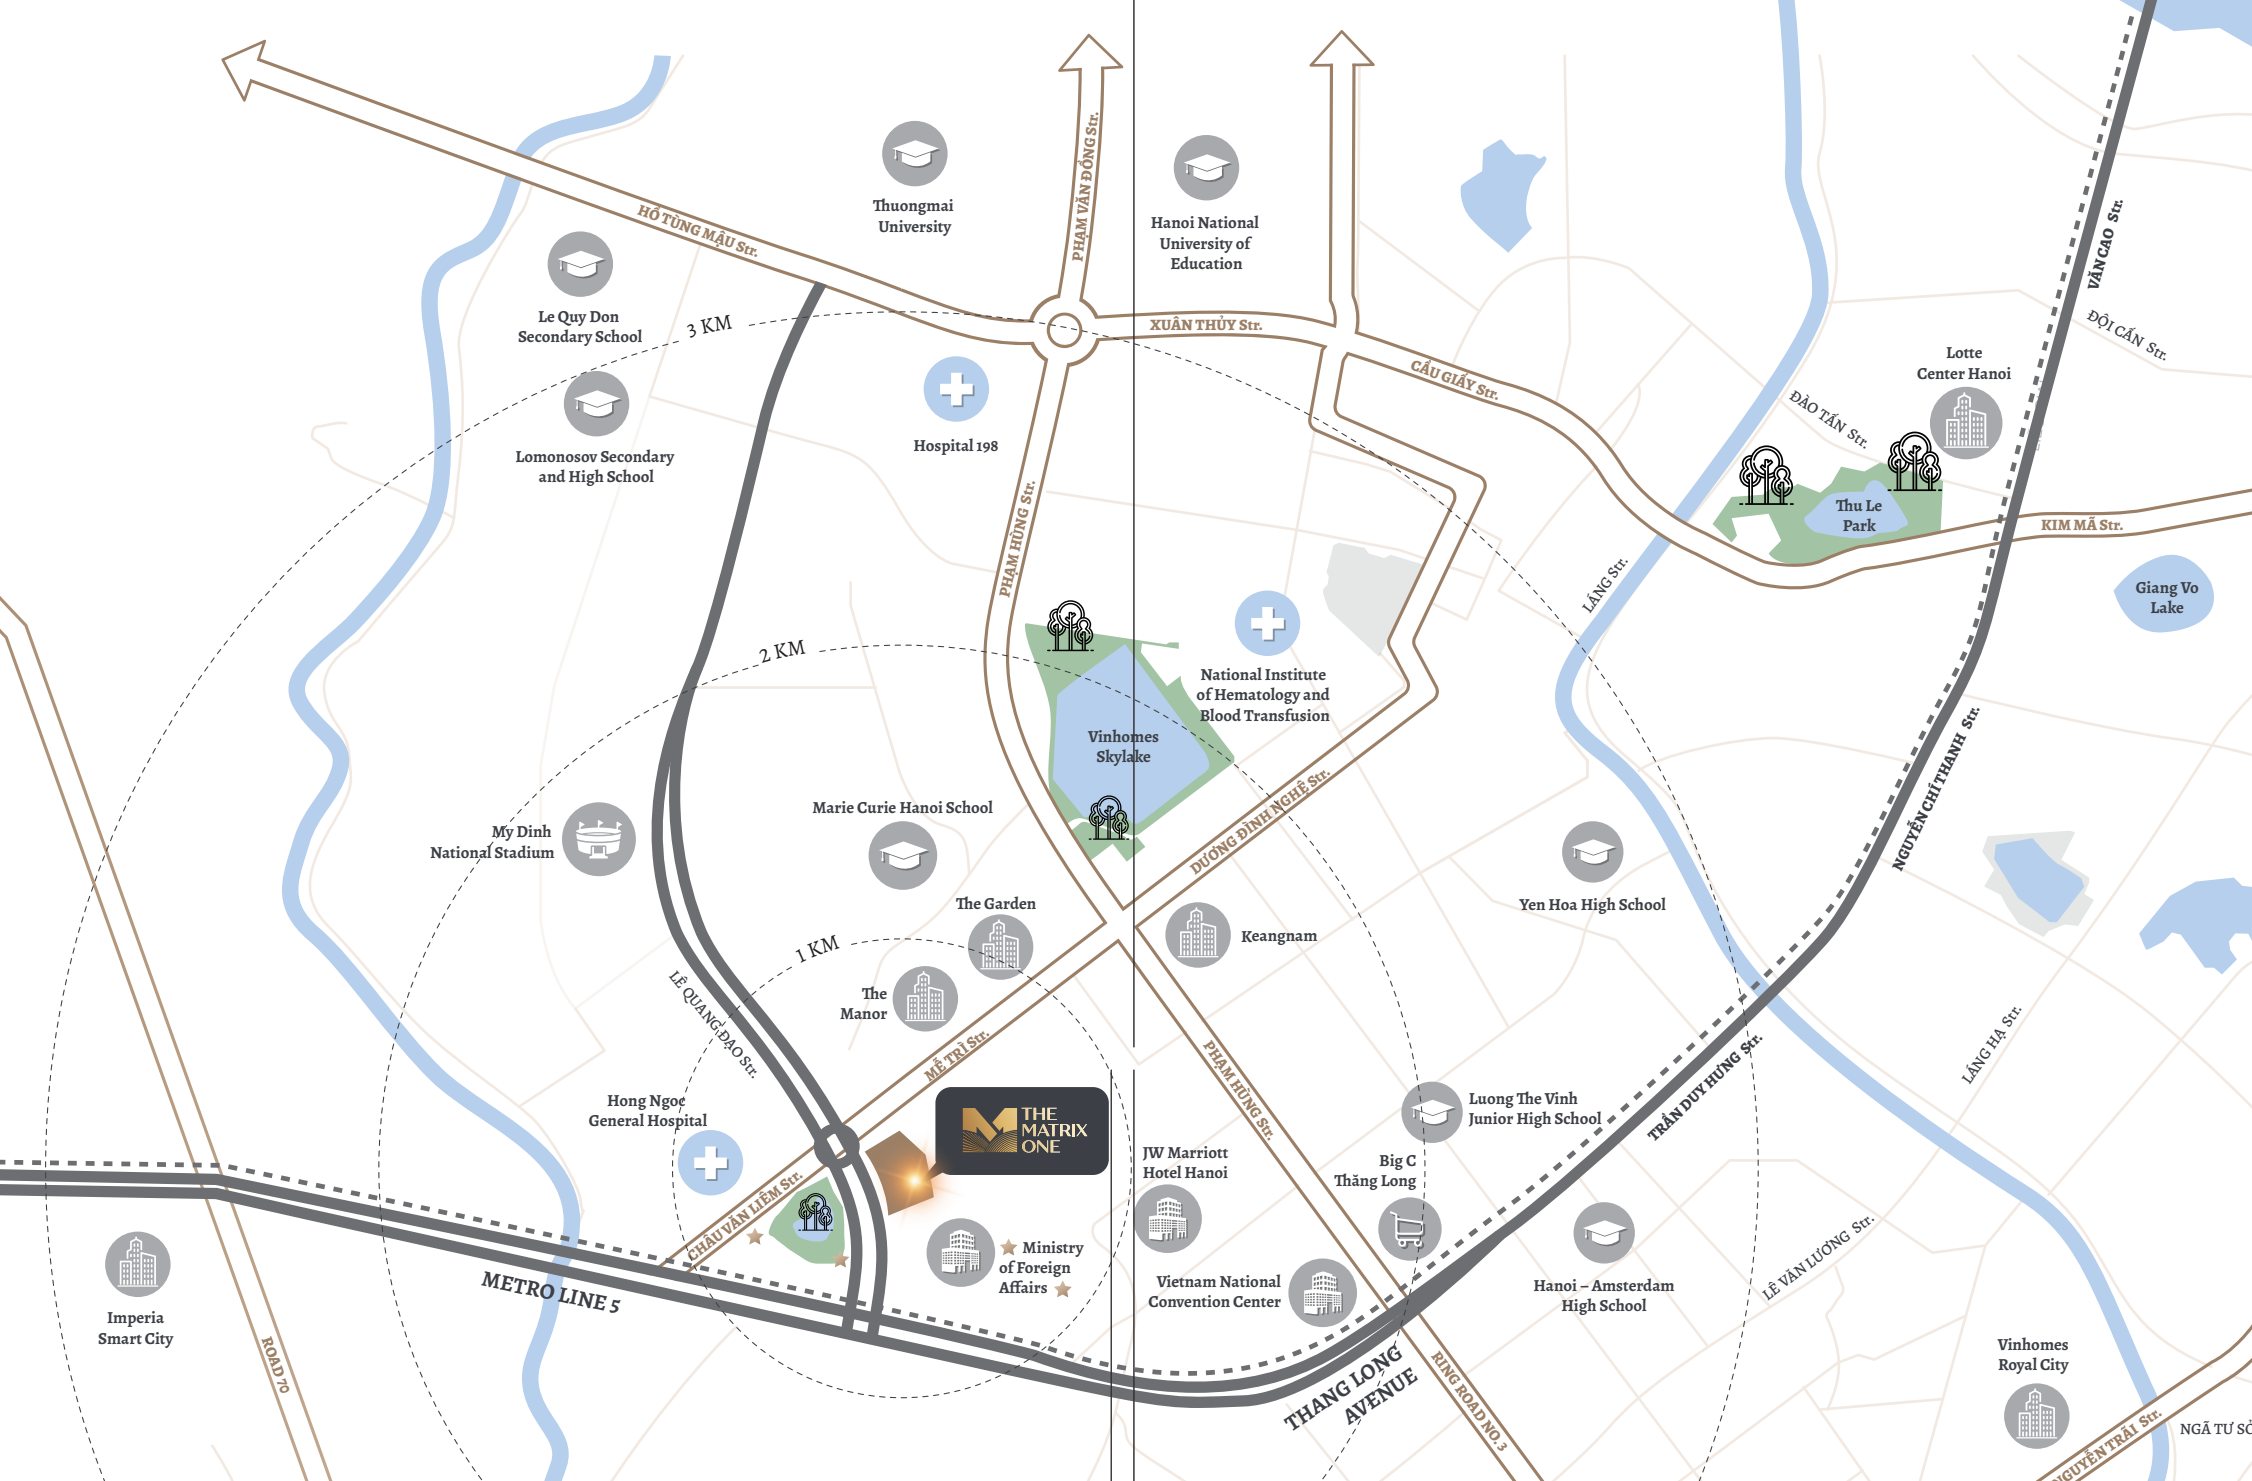 HỒ TÙNG MẬU Str.
Thuongmai
University
PHẠM VĂN ĐỒNG Str.
Hanoi National
University of
Education
VĂN CAO Str.
ĐỘI CẤN Str.
Le Quy Don
Secondary School
3 KM
XUÂN THỦY Str.
CẦU GIẤY Str.
Lotte
Center Hanoi
ĐÀO TẤN Str.
Lomonosov Secondary
and High School
Hospital 198
Thu Le
Park
KIM MÃ Str.
PHẠM HÙNG Str.
LÁNG Str.
Giang Vo
Lake
2 KM
National Institute
of Hematology and
Blood Transfusion
Vinhomes
Skylake
NGUYỄN CHÍ THANH Str.
My Dinh
National Stadium
Marie Curie Hanoi School
DƯƠNG ĐÌNH NGHỆ Str.
The Garden
Yen Hoa High School
1 KM
Keangnam
The
Manor
LÊ QUANG ĐẠO Str.
MỄ TRÌ Str.
PHẠM HÙNG Str.
TRẦN DUY HƯNG Str.
LÁNG HẠ Str.
Hong Ngoc
General Hospital
THE
MATRIX
ONE
Luong The Vinh
Junior High School
JW Marriott
Hotel Hanoi
Big C
Thăng Long
CHÂU VĂN LIÊM Str.
Ministry
of Foreign
Affairs
Vietnam National
Convention Center
Hanoi – Amsterdam
High School
LÊ VĂN LƯƠNG Str.
METRO LINE 5
Imperia
Smart City
ROAD 70
THANG LONG
AVENUE
RING ROAD NO. 3
Vinhomes
Royal City
NGUYỄN TRÃI Str.
NGÃ TƯ SỞ